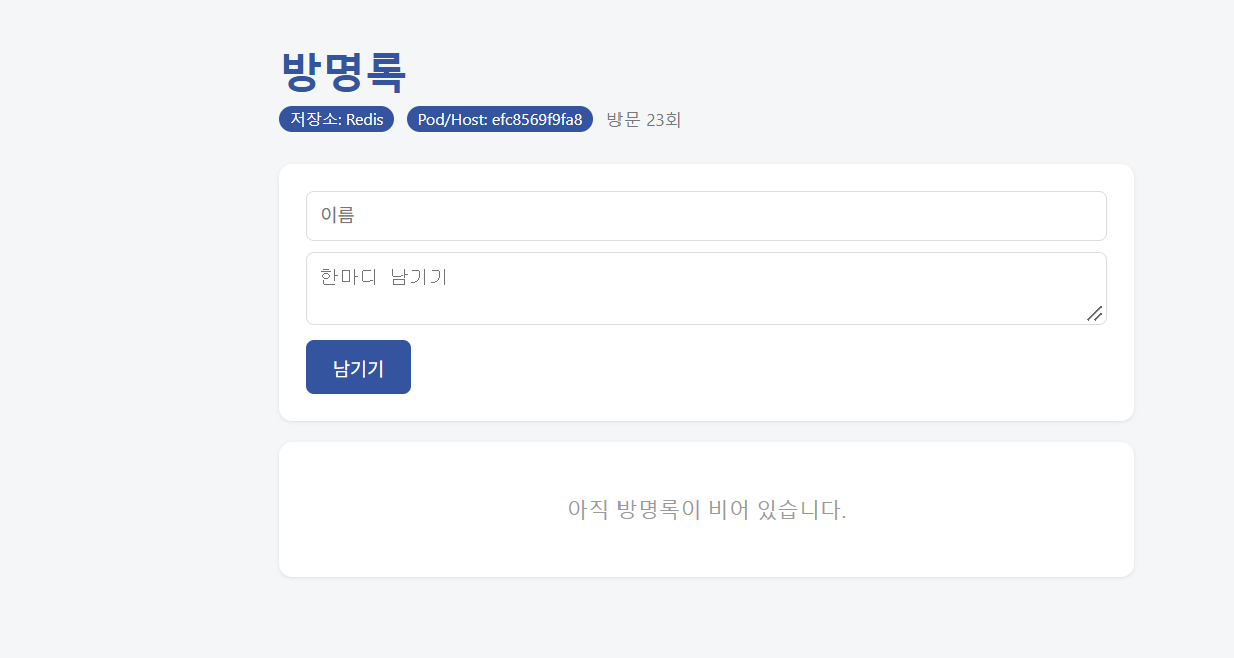 방명록
저장소: Redis Pod/Host: efc8569f9fa8 방문 23회
이름
한마디 남기기
남기기
아직 방명록이 비어 있습니다.